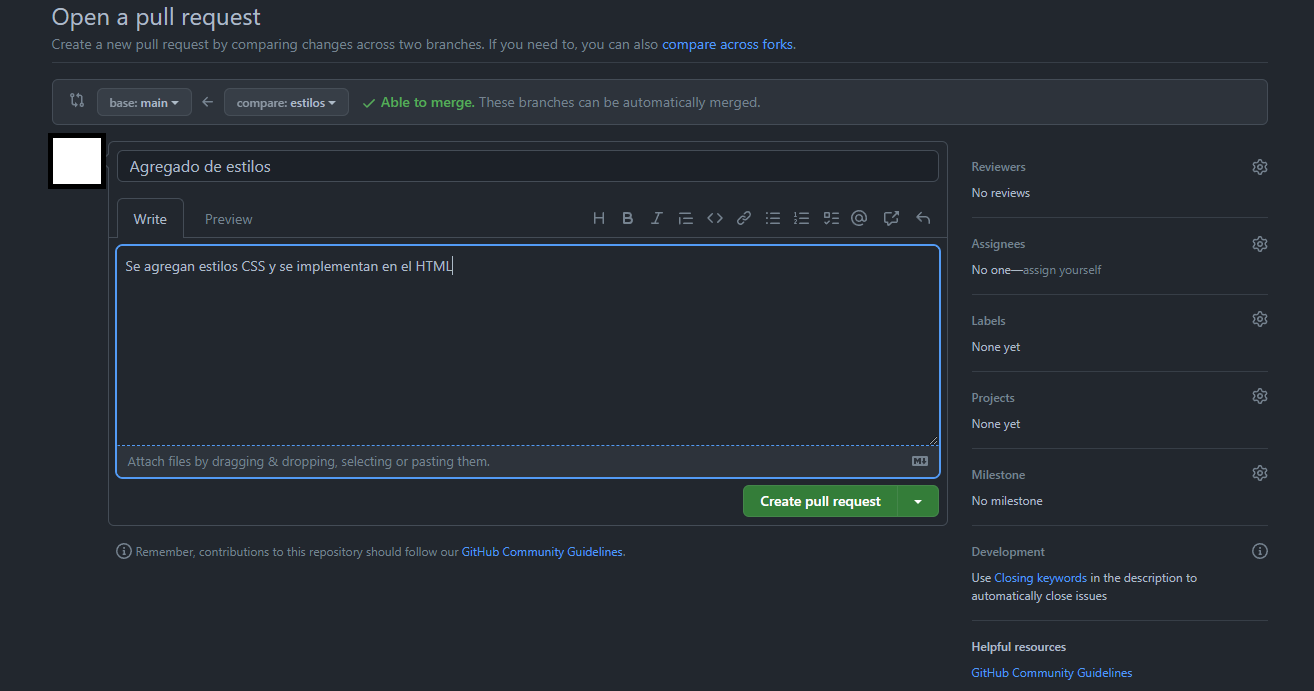 Open a pull request
Create a new pull request by comparing changes across two branches. If you need to, you can also compare across forks.
base: main
compare: estilos
Able to merge. These branches can be automatically merged.
Agregado de estilos
Write
Preview
Se agregan estilos CSS y se implementan en el HTML
Attach files by dragging & dropping, selecting or pasting them.
Create pull request
Remember, contributions to this repository should follow our GitHub Community Guidelines.
Reviewers
No reviews
Assignees
No one—assign yourself
Labels
None yet
Projects
None yet
Milestone
No milestone
Development
Use Closing keywords in the description to
automatically close issues
Helpful resources
GitHub Community Guidelines